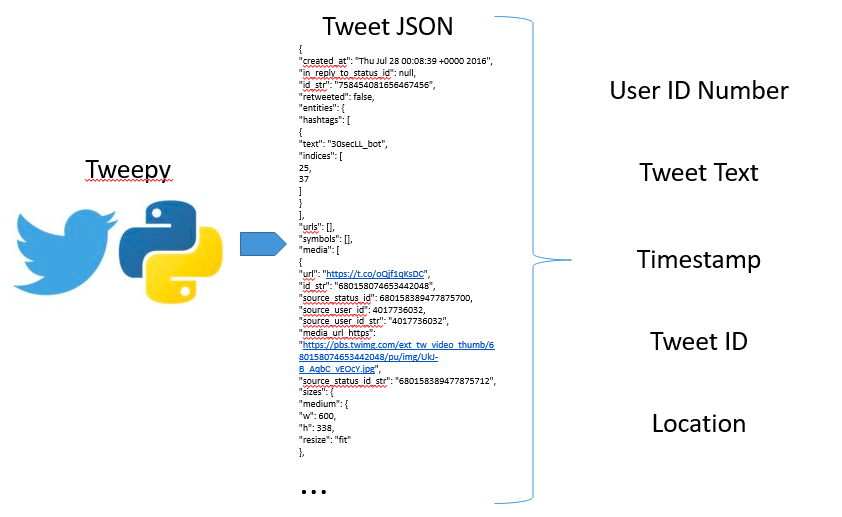 Tweet JSON
{
"created_at": "Thu Jul 28 00:08:39 +0000 2016",
"in_reply_to_status_id": null,
"id_str": "758454081656467456",
"retweeted": false,
"entities": {
"hashtags": [
{
"text": "30secLL_bot",
"indices": [
25,
37
]
}
],
"urls": [],
"symbols": [],
"media": [
{
"url": "https://t.co/oQjf1qKsDC",
"id_str": "680158074653442048",
"source_status_id": 680158389477875700,
"source_user_id": 4017736032,
"source_user_id_str": "4017736032",
"media_url_https":
"https://pbs.twimg.com/ext_tw_video_thumb/6
80158074653442048/pu/img/UkJ-
B_AqbC_vEOcY.jpg",
"source_status_id_str": "680158389477875712",
"sizes": {
"medium": {
"w": 600,
"h": 338,
"resize": "fit"
},
...
Tweepy
User ID Number
Tweet Text
Timestamp
Tweet ID
Location